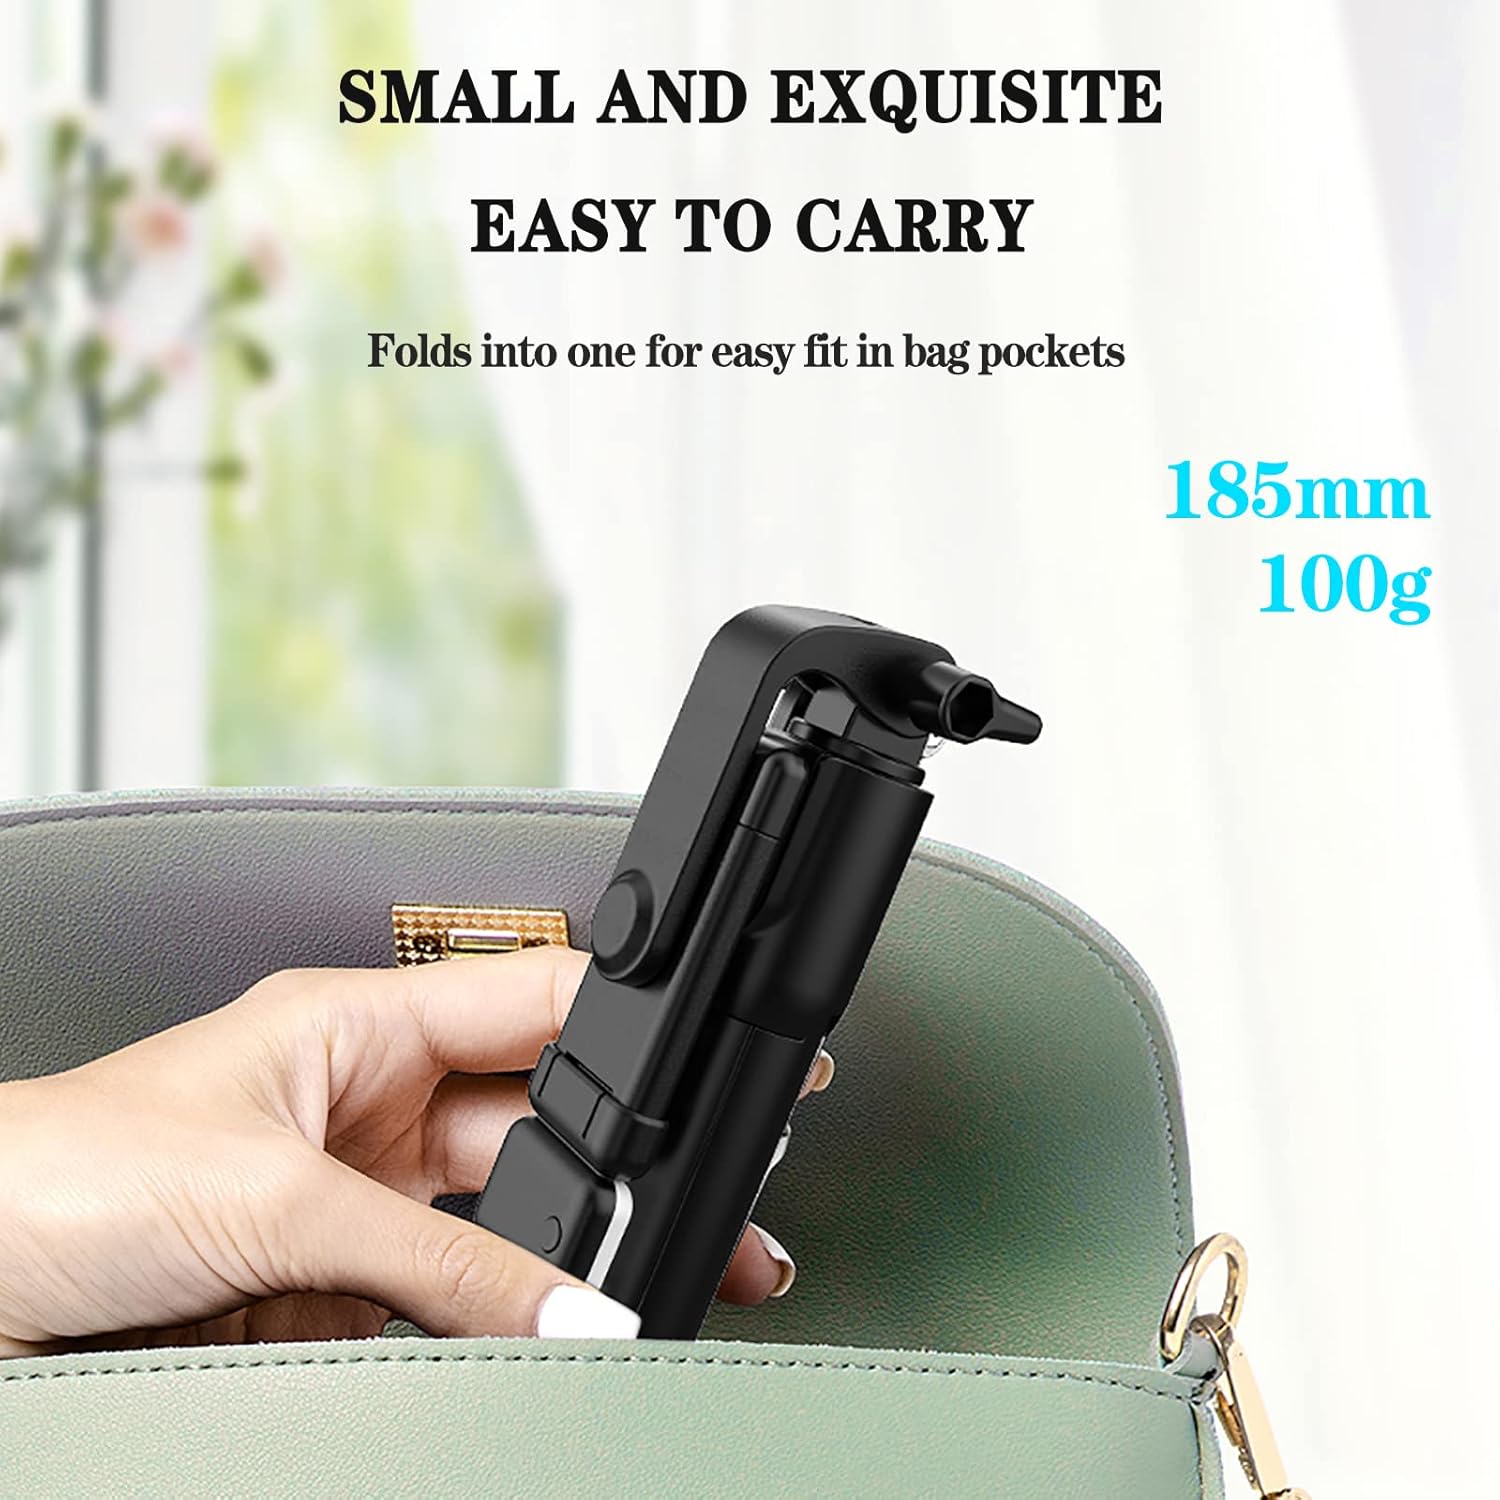 SMALL AND EXQUISITE
EASY TO CARRY
Folds into one for easy fit in bag pockets
185mm
100g